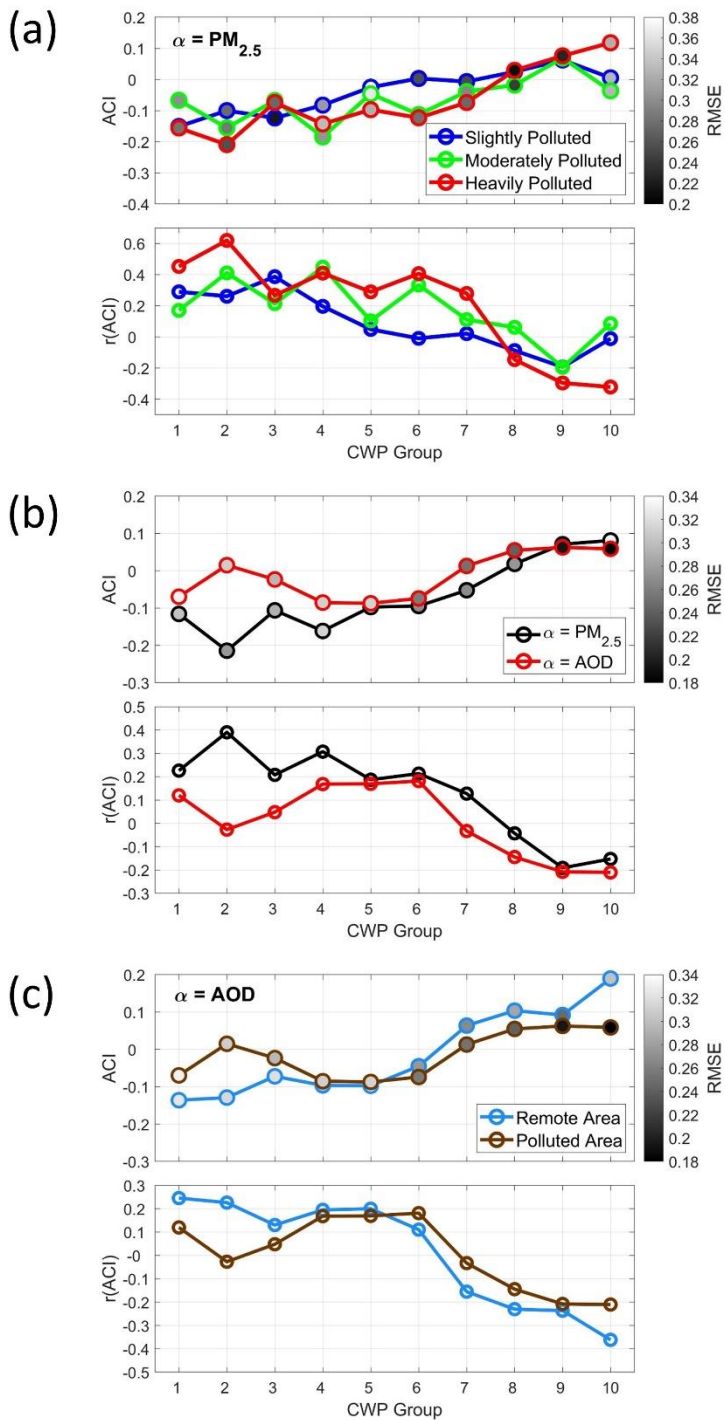 (a)
α = PM2.5
ACI
0.2
0.1
0
-0.1
-0.2
-0.3
-0.4
Slightly Polluted
Moderately Polluted
Heavily Polluted
0.38
0.36
0.34
0.32
0.3
0.28
0.26
0.24
0.22
0.2
RMSE
r(ACI)
0.6
0.4
0.2
0
-0.2
-0.4
1 2 3 4 5 6 7 8 9 10
CWP Group
(b)
ACI
0.2
0.1
0
-0.1
-0.2
-0.3
α = PM2.5
α = AOD
0.34
0.32
0.3
0.28
0.26
0.24
0.22
0.2
0.18
RMSE
r(ACI)
0.5
0.4
0.3
0.2
0.1
0
-0.1
-0.2
-0.3
1 2 3 4 5 6 7 8 9 10
CWP Group
(c)
α = AOD
ACI
0.2
0.1
0
-0.1
-0.2
-0.3
Remote Area
Polluted Area
0.34
0.32
0.3
0.28
0.26
0.24
0.22
0.2
0.18
RMSE
r(ACI)
0.3
0.2
0.1
-0
-0.1
-0.2
-0.3
-0.4
-0.5
1 2 3 4 5 6 7 8 9 10
CWP Group